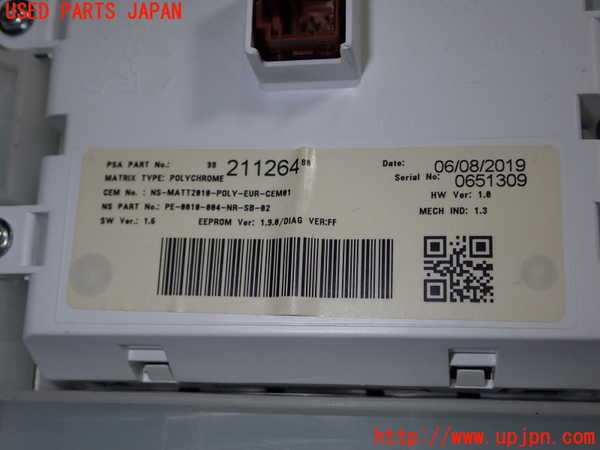 USED PARTS JAPAN
PSA PART No.: 98 211264 80
MATRIX TYPE: POLYCHROME
CEM No.: NS-MATT2010-POLY-EUR-CEM01
NS PART No.: PE-0010-004-NR-SB-02
SW Ver.: 1.6 EEPROM Ver: 1.9.0/DIAG VER:FF
Date: 06/08/2019
Serial No: 0651309
HW Ver: 1.0
MECH IND: 1.3
http://www.upjpn.com/